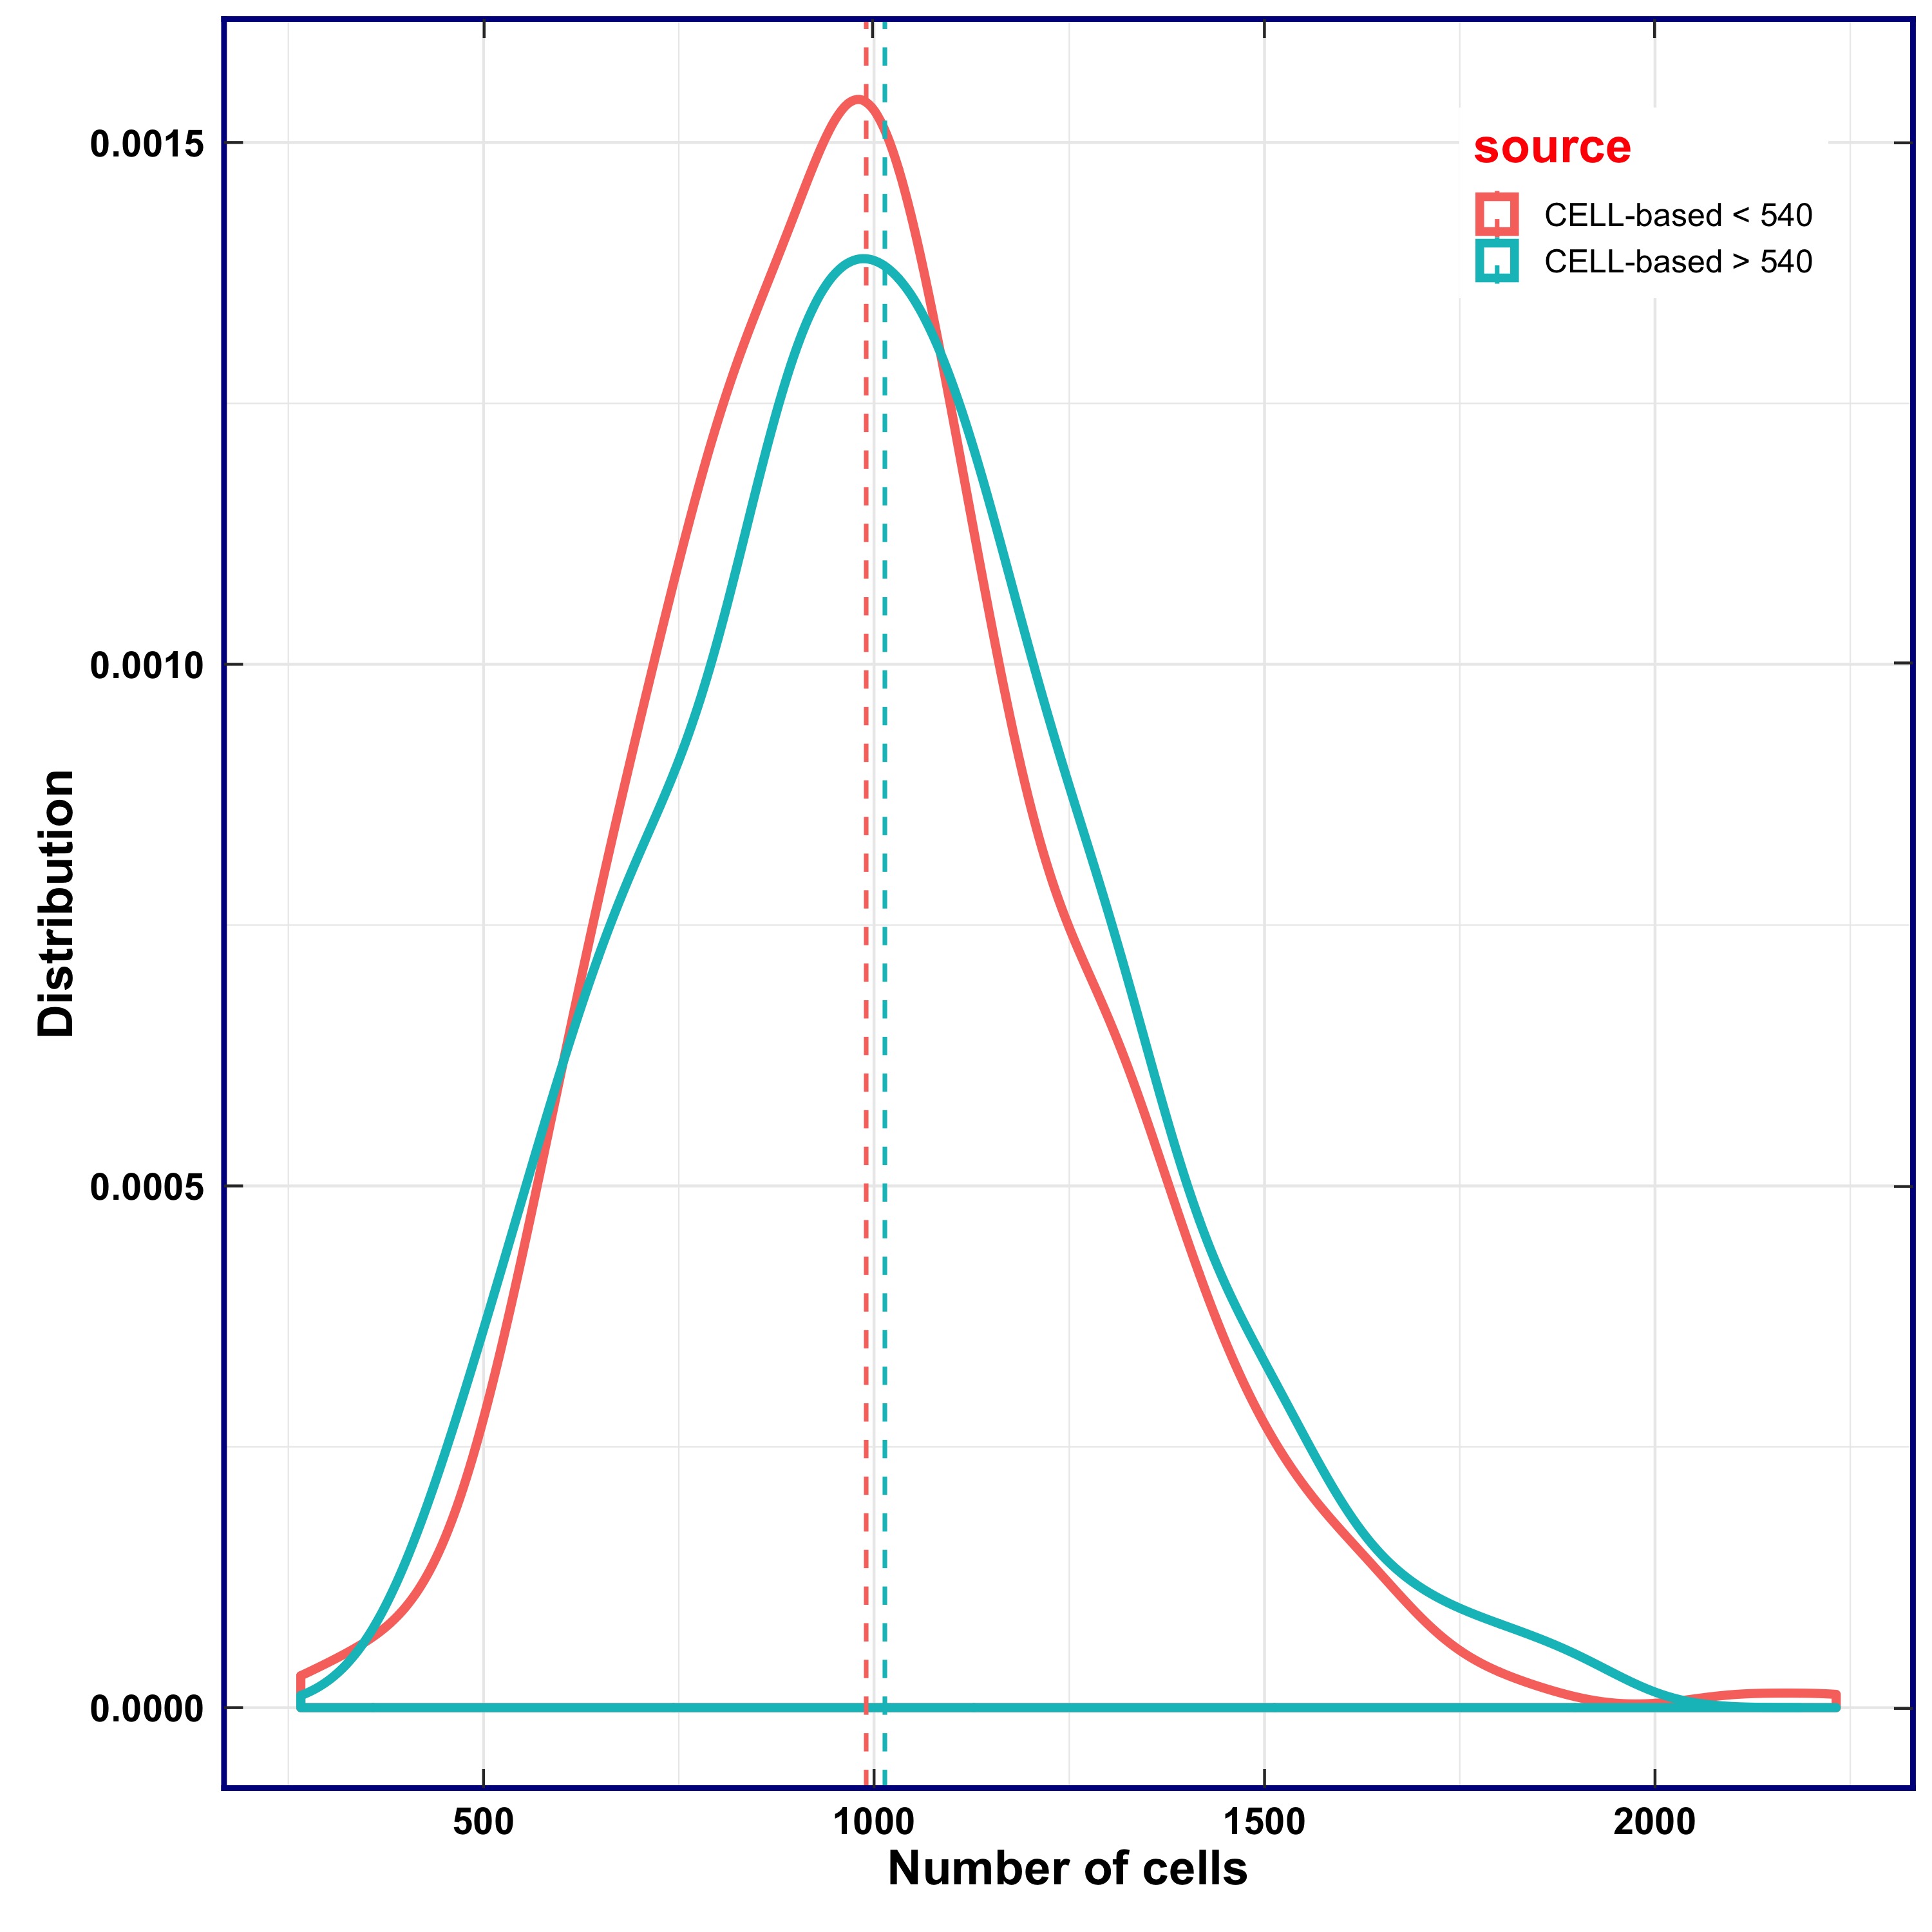 0.0015
0.0010
0.0005
0.0000
Distribution
source
CELL-based < 540
CELL-based > 540
500 1000 1500 2000
Number of cells